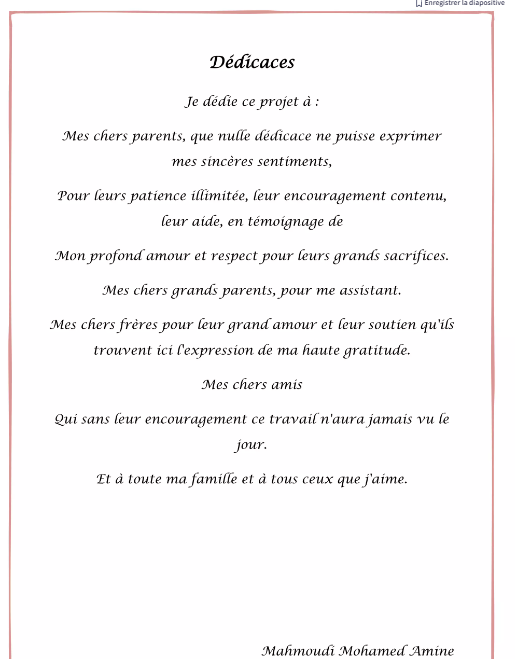 Enregistrer la diapositive
Dédicaces
Je dédie ce projet à :
Mes chers parents, que nulle dédicace ne puisse exprimer
mes sincères sentiments,
Pour leurs patience illimitée, leur encouragement contenu,
leur aide, en témoignage de
Mon profond amour et respect pour leurs grands sacrifices.
Mes chers grands parents, pour me assistant.
Mes chers frères pour leur grand amour et leur soutien qu'ils
trouvent ici l'expression de ma haute gratitude.
Mes chers amis
Qui sans leur encouragement ce travail n'aura jamais vu le
jour.
Et à toute ma famille et à tous ceux que j'aime.
Mahmoudi Mohamed Amine